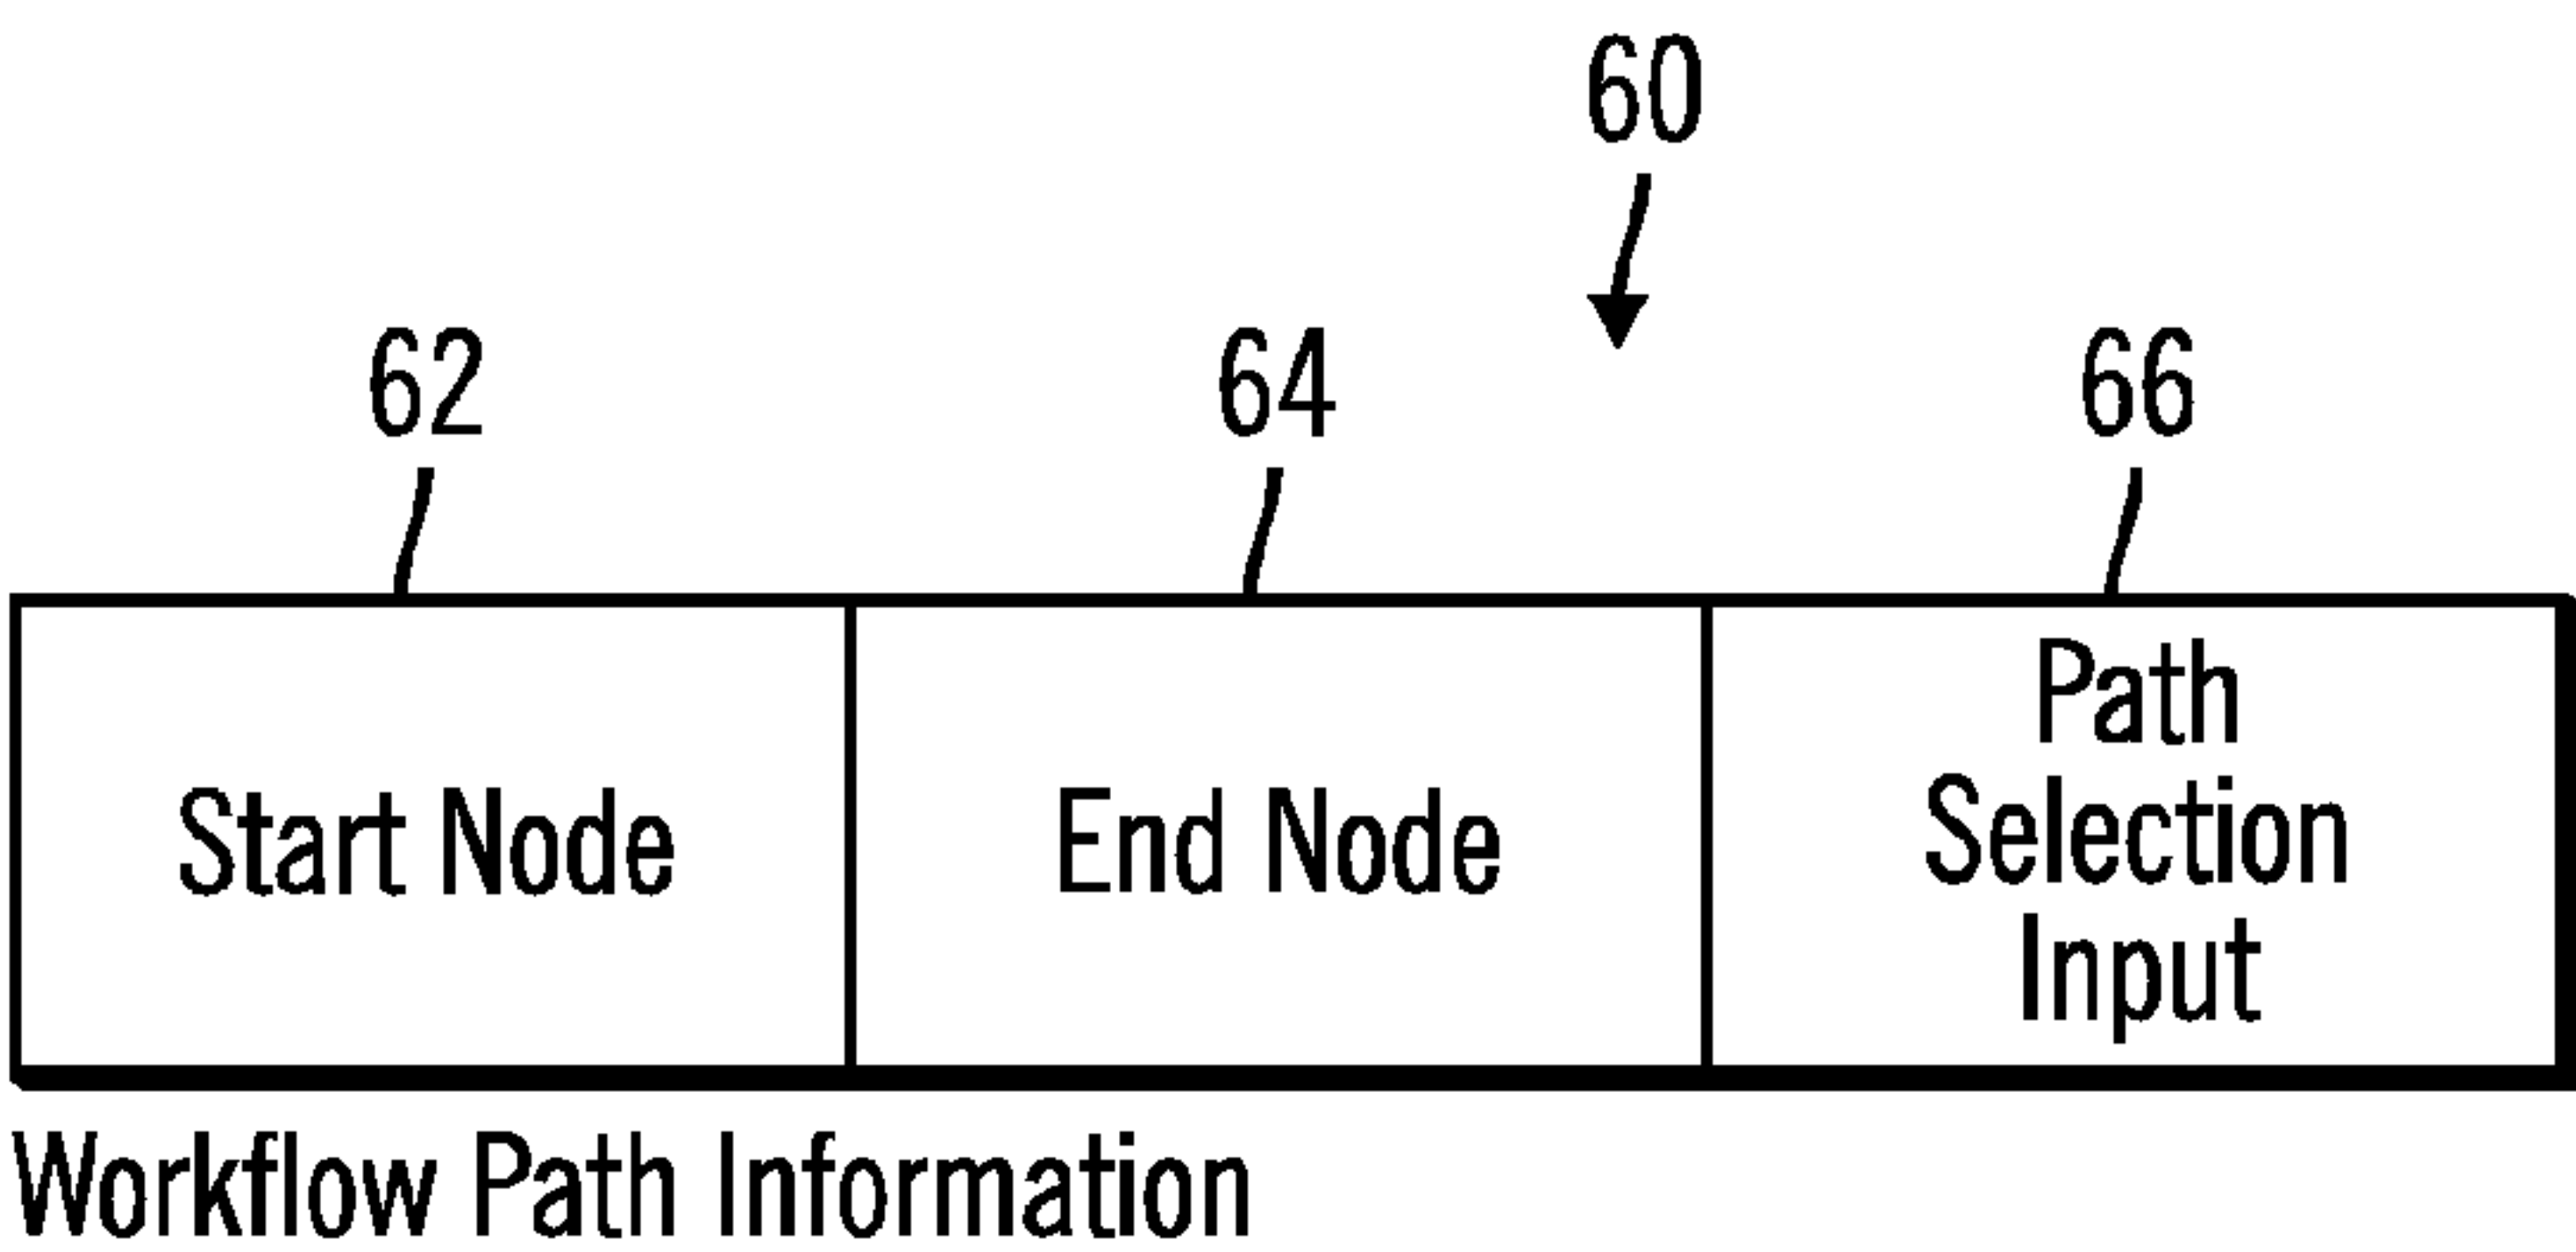 60
62
64
66
Start Node
End Node
Path
Selection
Input
Workflow Path Information